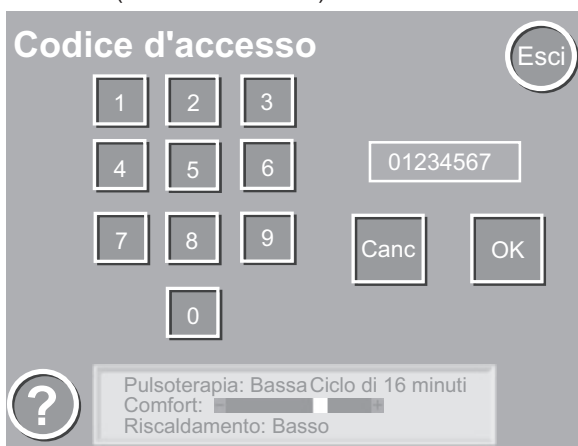 Codice d'accesso
Esci
1 2 3
4 5 6
01234567
7 8 9
Canc OK
0
?
Pulsoterapia: Bassa Ciclo di 16 minuti
Comfort: - +
Riscaldamento: Basso